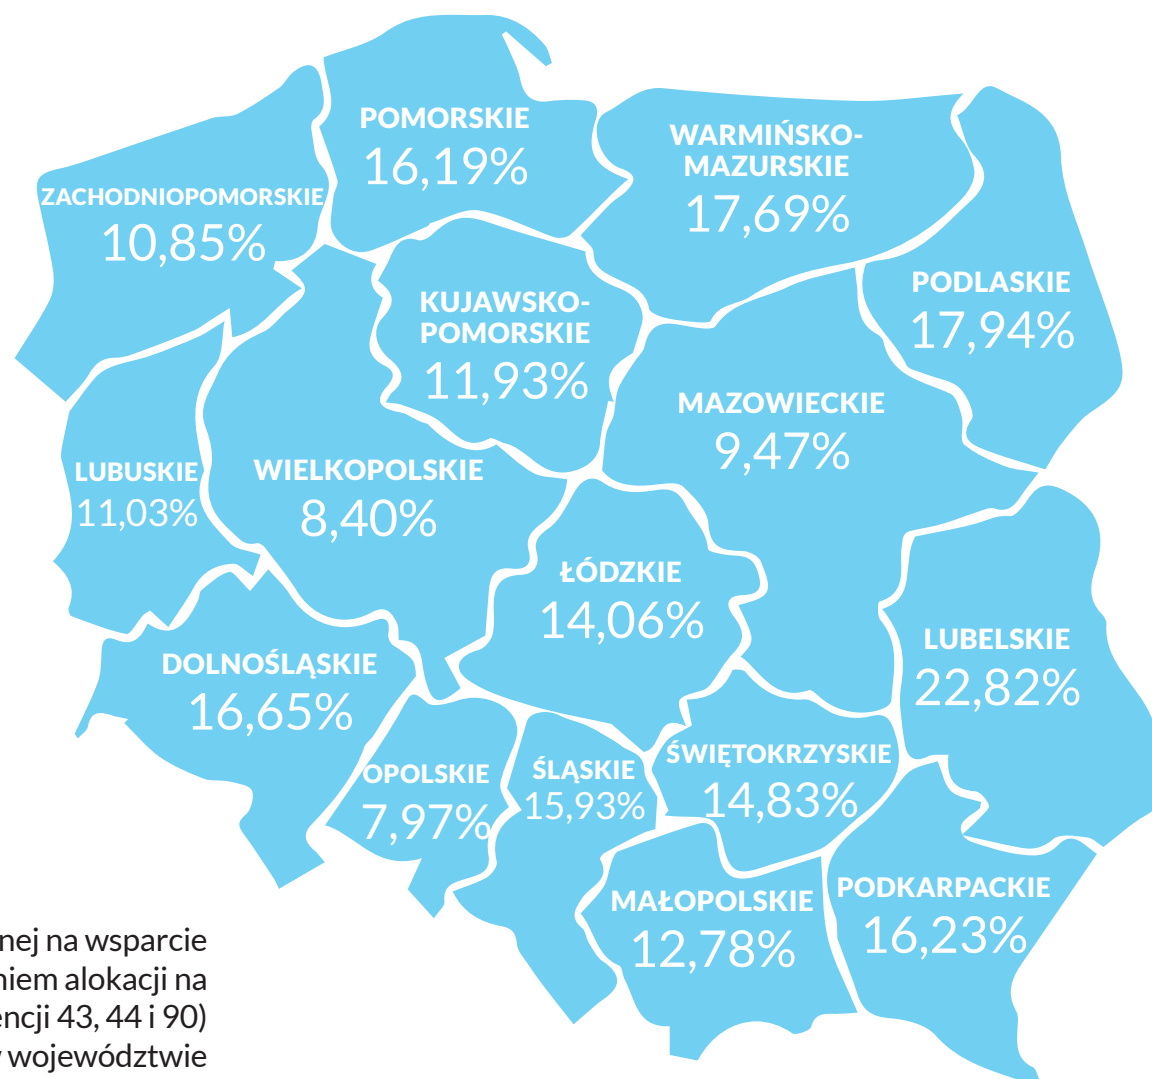 POMORSKIE
16,19%
WARMIŃSKO-
MAZURSKIE
17,69%
ZACHODNIOPOMORSKIE
10,85%
PODLASKIE
17,94%
KUJAWSKO-
POMORSKIE
11,93%
MAZOWIECKIE
9,47%
LUBUSKIE
11,03%
WIELKOPOLSKIE
8,40%
ŁÓDZKIE
14,06%
LUBELSKIE
22,82%
DOLNOŚLĄSKIE
16,65%
OPOLSKIE
7,97%
ŚLĄSKIE
15,93%
ŚWIĘTOKRZYSKIE
14,83%
MAŁOPOLSKIE
12,78%
PODKARPACKIE
16,23%
nej na wsparcie
niem alokacji na
encji 43, 44 i 90)
województwie